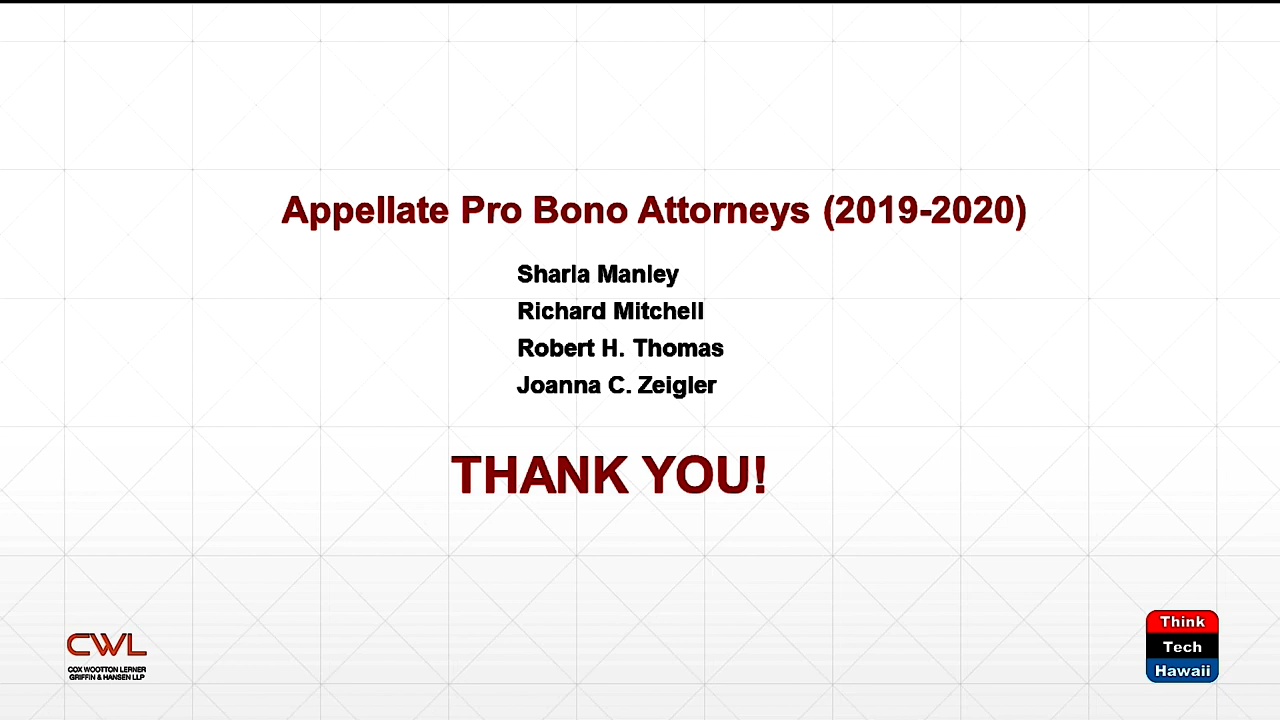 Appellate Pro Bono Attorneys (2019-2020)
Sharla Manley
Richard Mitchell
Robert H. Thomas
Joanna C. Zeigler
THANK YOU!
CWL
COX WOOTTON LERNER
GRIFFIN & HANSEN LLP
Think
Tech
Hawaii